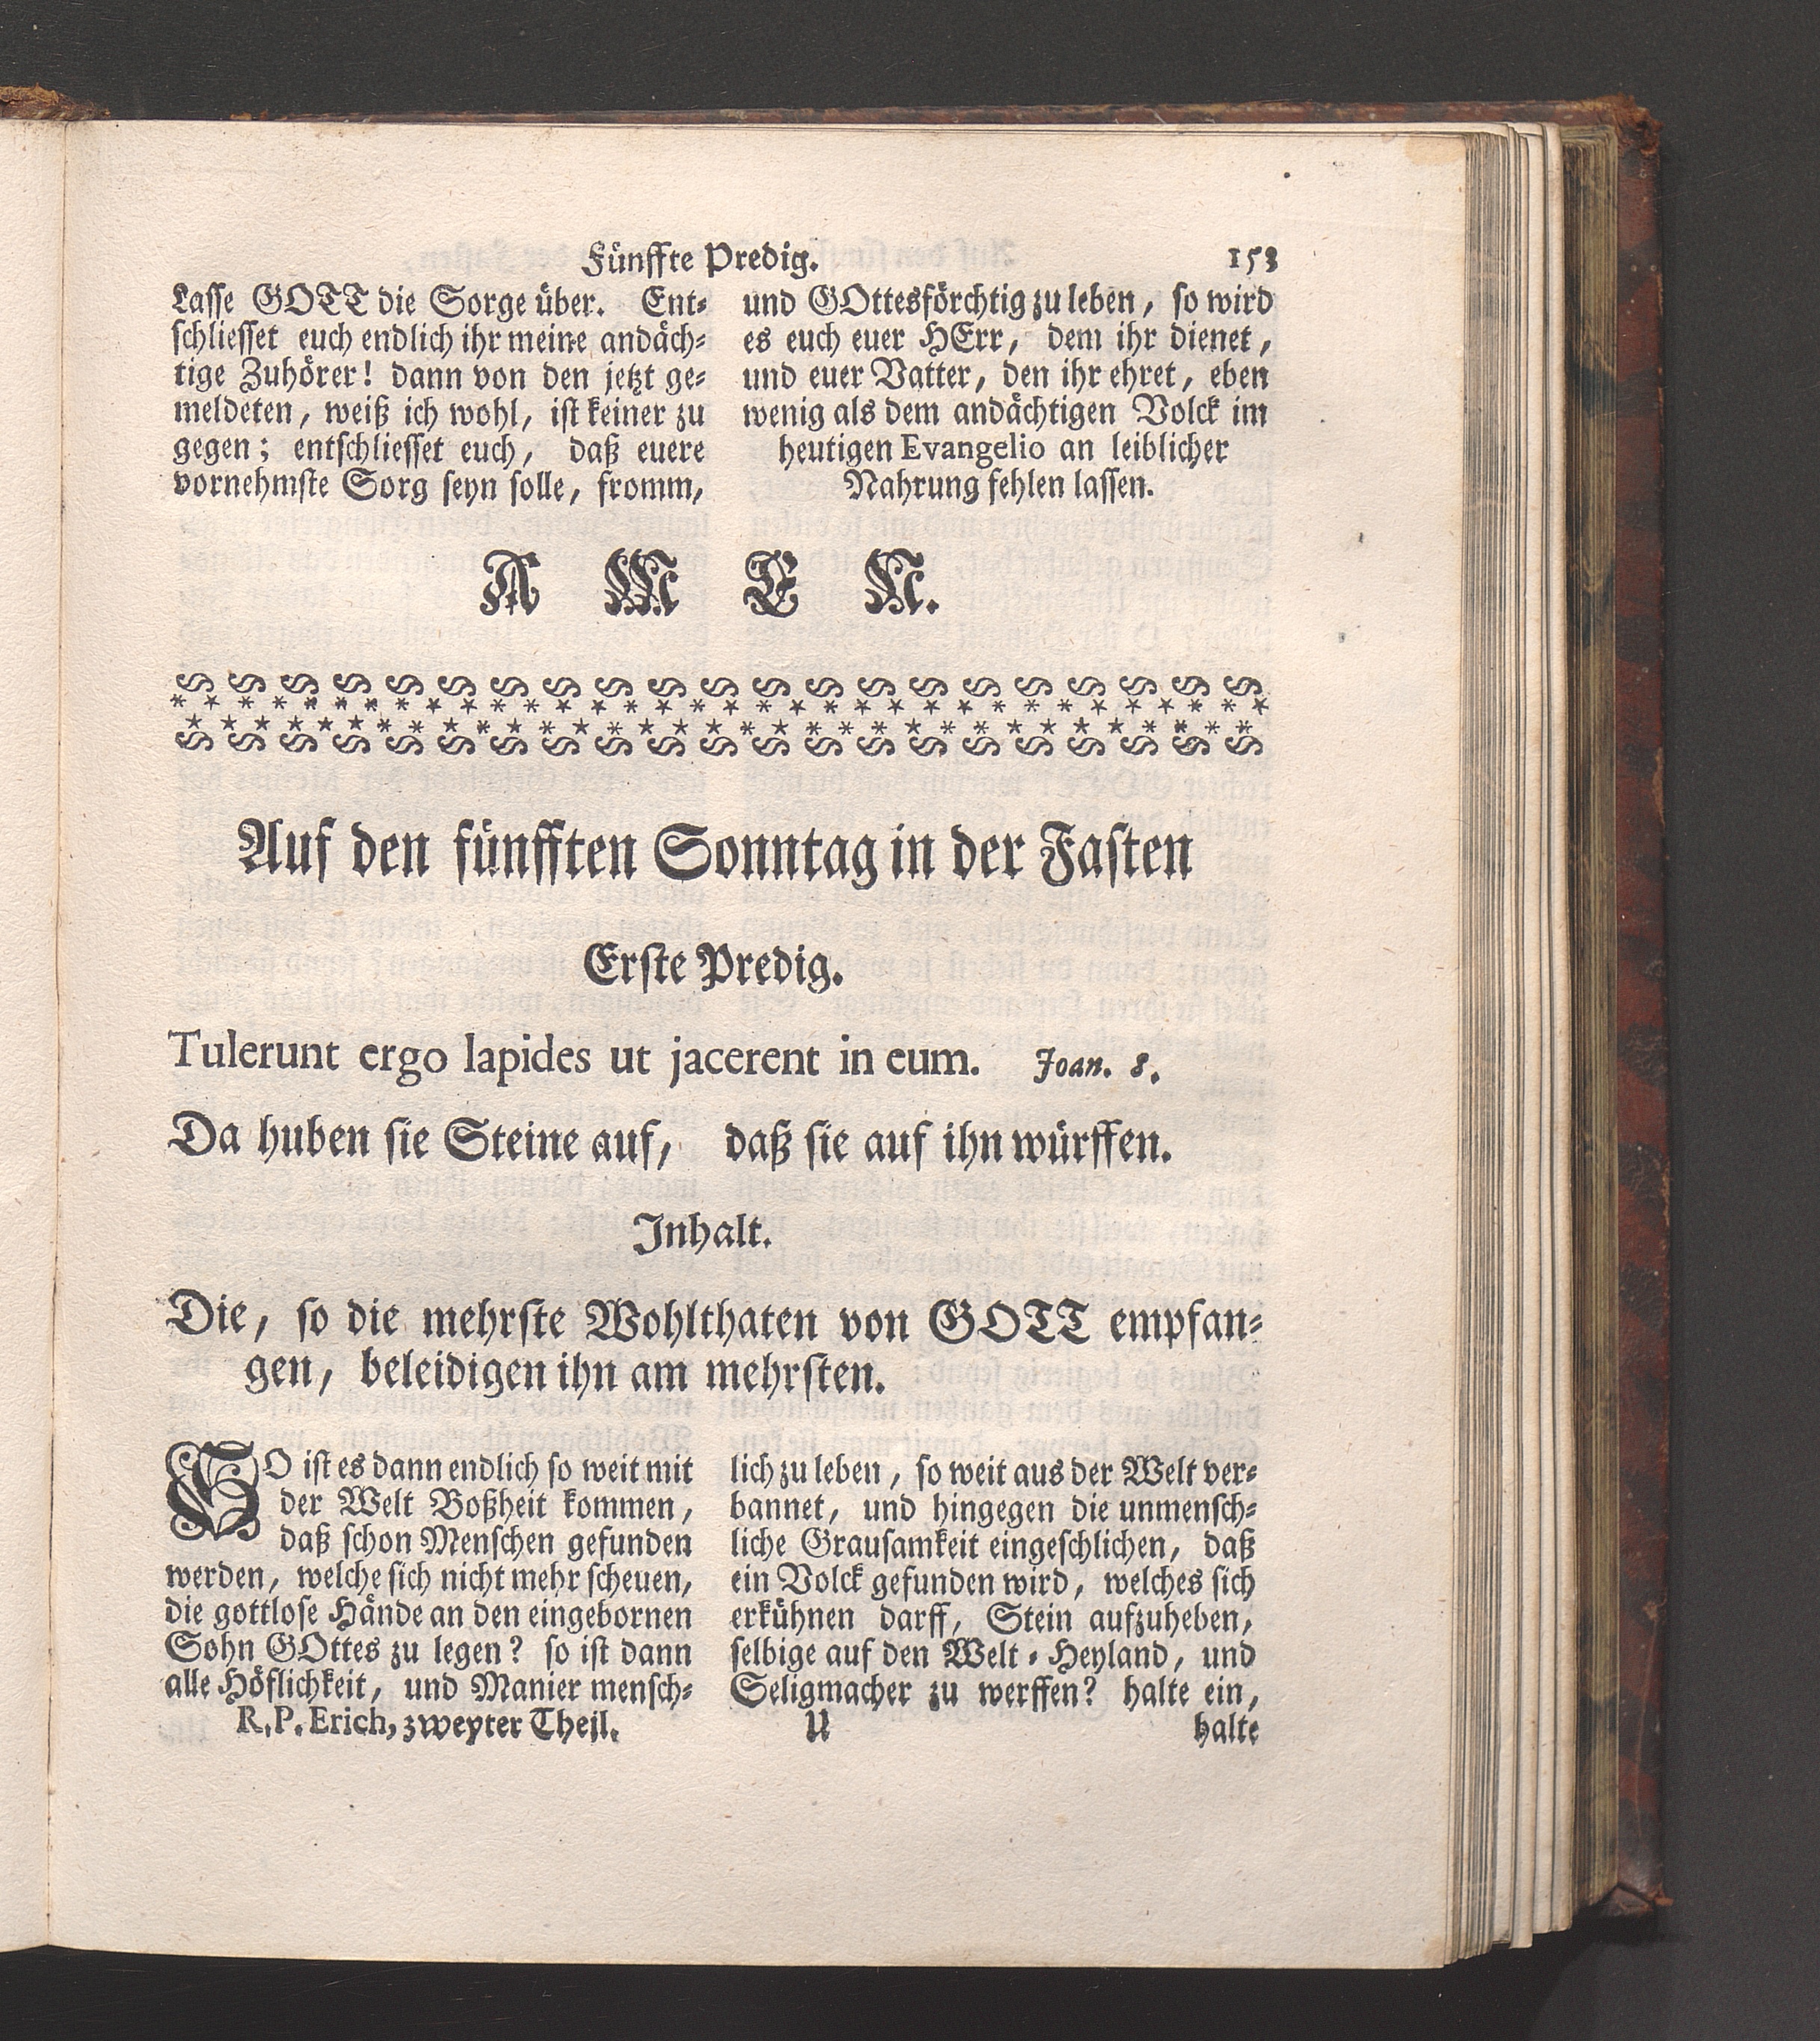 Fünffte Predig. 153
Lasse GOTT die Sorge über. Ent-
schliesset euch endlich ihr meine andäch-
tige Zuhörer! dann von den jetzt ge-
meldeten, weiß ich wohl, ist keiner zu
gegen; entschliesset euch, daß euere
vornehmste Sorg seyn solle, fromm,
und GOttesförchtig zu leben, so wird
es euch euer HErr, dem ihr dienet,
und euer Vatter, den ihr ehret, eben
wenig als dem andächtigen Volck im
heutigen Evangelio an leiblicher
Nahrung fehlen lassen.
A M E N.
Auf den fünfften Sonntag in der Fasten
Erste Predig.
Tulerunt ergo lapides ut jacerent in eum. Joan. 8.
Da huben sie Steine auf, daß sie auf ihn würffen.
Inhalt.
Die, so die mehrste Wohlthaten von GOTT empfan-
gen, beleidigen ihn am mehrsten.
SO ist es dann endlich so weit mit
der Welt Boßheit kommen,
daß schon Menschen gefunden
werden, welche sich nicht mehr scheuen,
die gottlose Hände an den eingebornen
Sohn GOttes zu legen? so ist dann
alle Höflichkeit, und Manier mensch-
lich zu leben, so weit aus der Welt ver-
bannet, und hingegen die unmensch-
liche Grausamkeit eingeschlichen, daß
ein Volck gefunden wird, welches sich
erkühnen darff, Stein aufzuheben,
selbige auf den Welt-Heyland, und
Seligmacher zu werffen? halte ein,
R. P. Erich, zweyter Theil. U halte